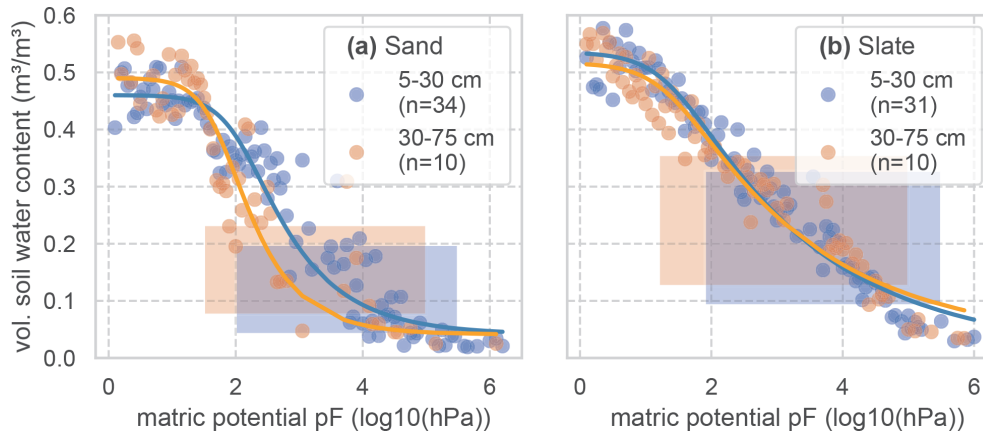 vol. soil water content (m³/m³)
0.6
0.5
0.4
0.3
0.2
0.1
0.0
(a) Sand
5-30 cm
(n=34)
30-75 cm
(n=10)
0
2
4
6
matric potential pF (log10(hPa))
(b) Slate
5-30 cm
(n=31)
30-75 cm
(n=10)
0
2
4
6
matric potential pF (log10(hPa))